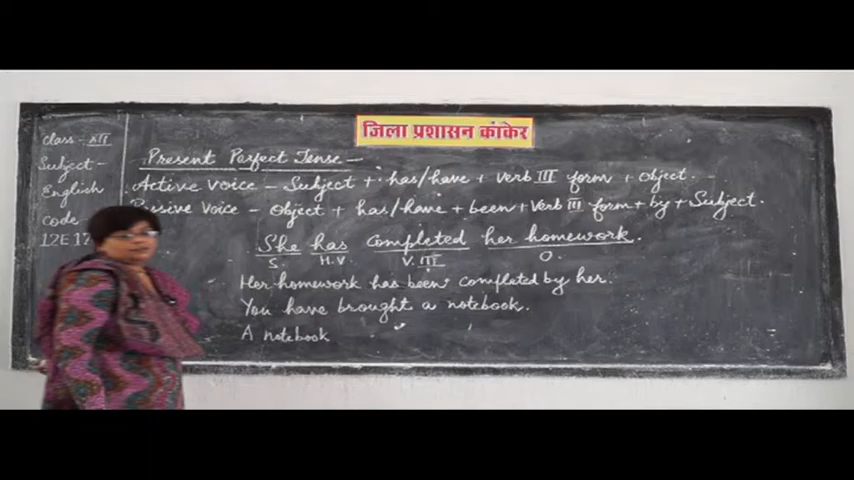 जिला प्रशासन कांकेर
Class - XII
Subject -
English
Code
12E17
Present Perfect Tense -
Active Voice - Subject + has/have + Verb III form + Object.
Passive Voice - Object + has/have + been + Verb III form + by + Subject.
She has completed her homework.
S. H.V V.III O.
Her homework has been completed by her.
You have brought a notebook.
A notebook